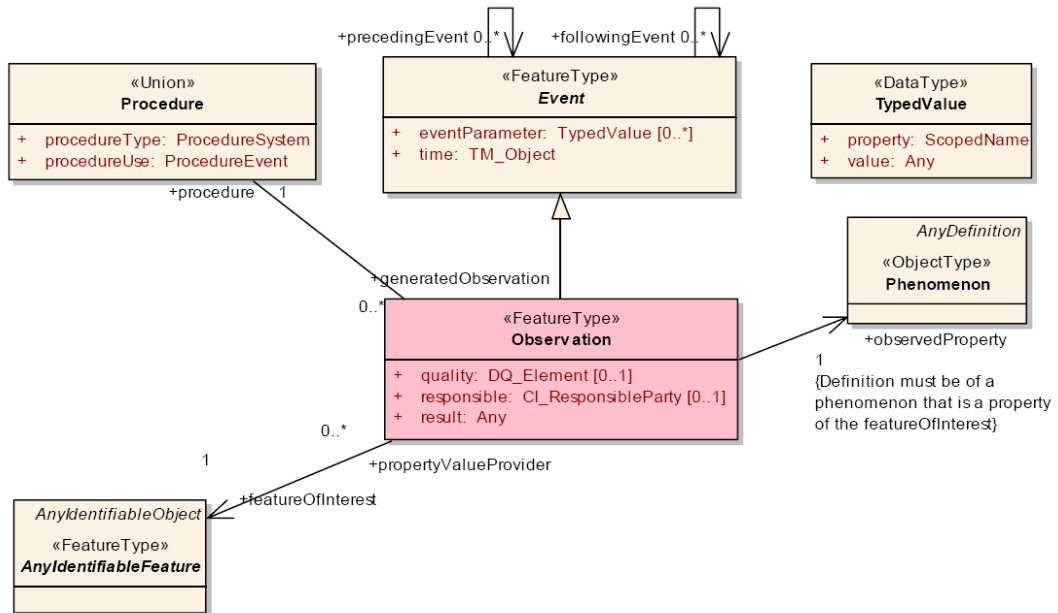 +precedingEvent 0..*
+followingEvent 0..*
«Union»
Procedure
+ procedureType: ProcedureSystem
+ procedureUse: ProcedureEvent
«FeatureType»
Event
+ eventParameter: TypedValue [0..*]
+ time: TM_Object
«DataType»
TypedValue
+ property: ScopedName
+ value: Any
+procedure 1
AnyDefinition
«ObjectType»
Phenomenon
+generatedObservation
0..*
«FeatureType»
Observation
+ quality: DQ_Element [0..1]
+ responsible: CI_ResponsibleParty [0..1]
+ result: Any
+observedProperty
1
{Definition must be of a
phenomenon that is a property
of the featureOfInterest}
0..*
+propertyValueProvider
1
+featureOfInterest
AnyIdentifiableObject
«FeatureType»
AnyIdentifiableFeature